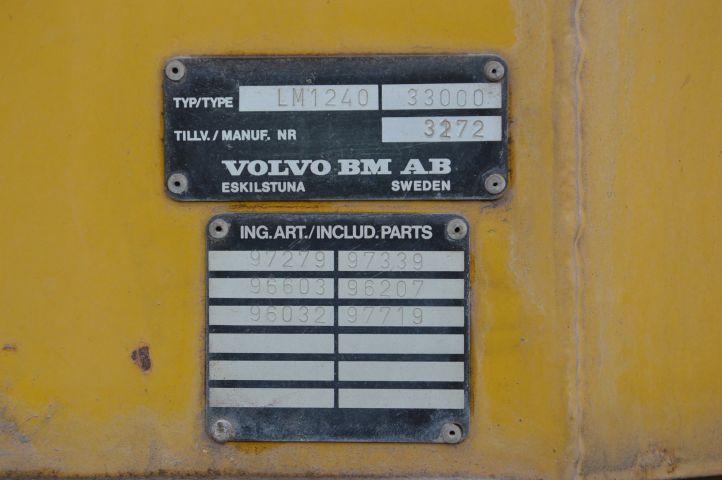 TYP/TYPE LM1240 33000
TILLV./MANUF. NR 3272
VOLVO BM AB
ESKILSTUNA SWEDEN
ING.ART./INCLUD.PARTS
97279 97339
96603 96207
96032 97719